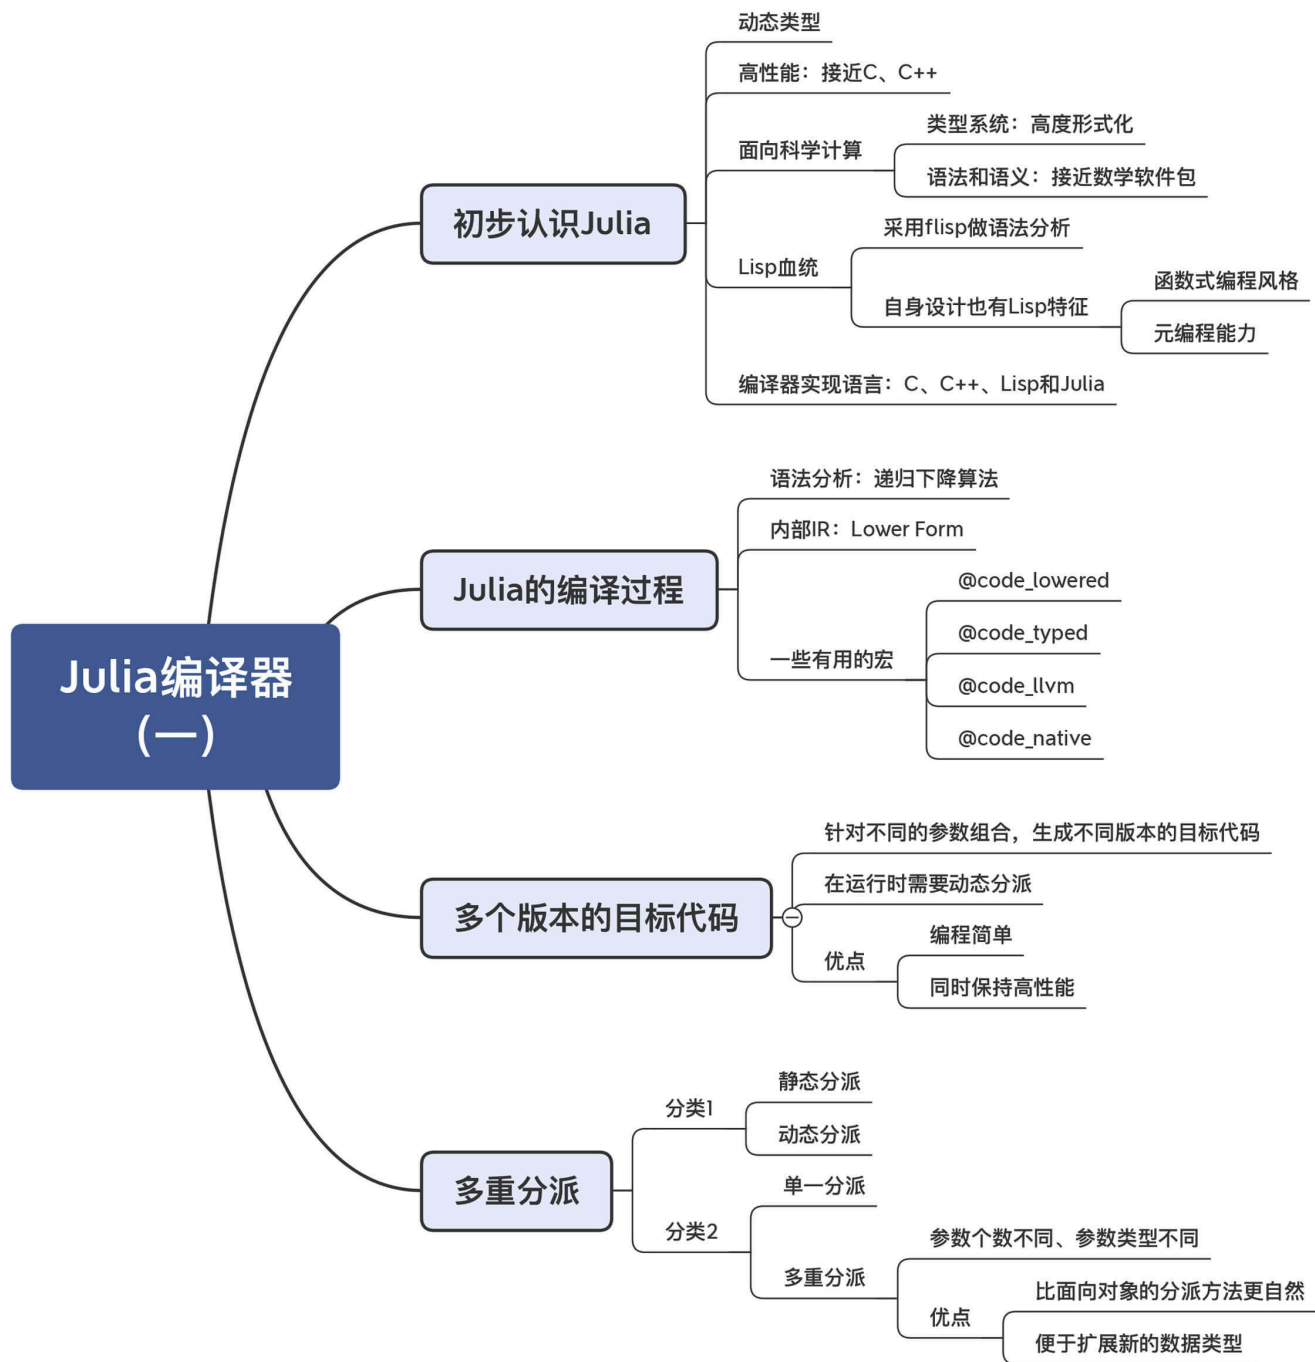 Julia编译器
(一)
初步认识Julia
动态类型
高性能：接近C、C++
面向科学计算
类型系统：高度形式化
语法和语义：接近数学软件包
Lisp血统
采用flisp做语法分析
自身设计也有Lisp特征
函数式编程风格
元编程能力
编译器实现语言：C、C++、Lisp和Julia
Julia的编译过程
语法分析：递归下降算法
内部IR：Lower Form
一些有用的宏
@code_lowered
@code_typed
@code_llvm
@code_native
多个版本的目标代码
针对不同的参数组合，生成不同版本的目标代码
在运行时需要动态分派
优点
编程简单
同时保持高性能
多重分派
分类1
静态分派
动态分派
分类2
单一分派
多重分派
参数个数不同、参数类型不同
优点
比面向对象的分派方法更自然
便于扩展新的数据类型